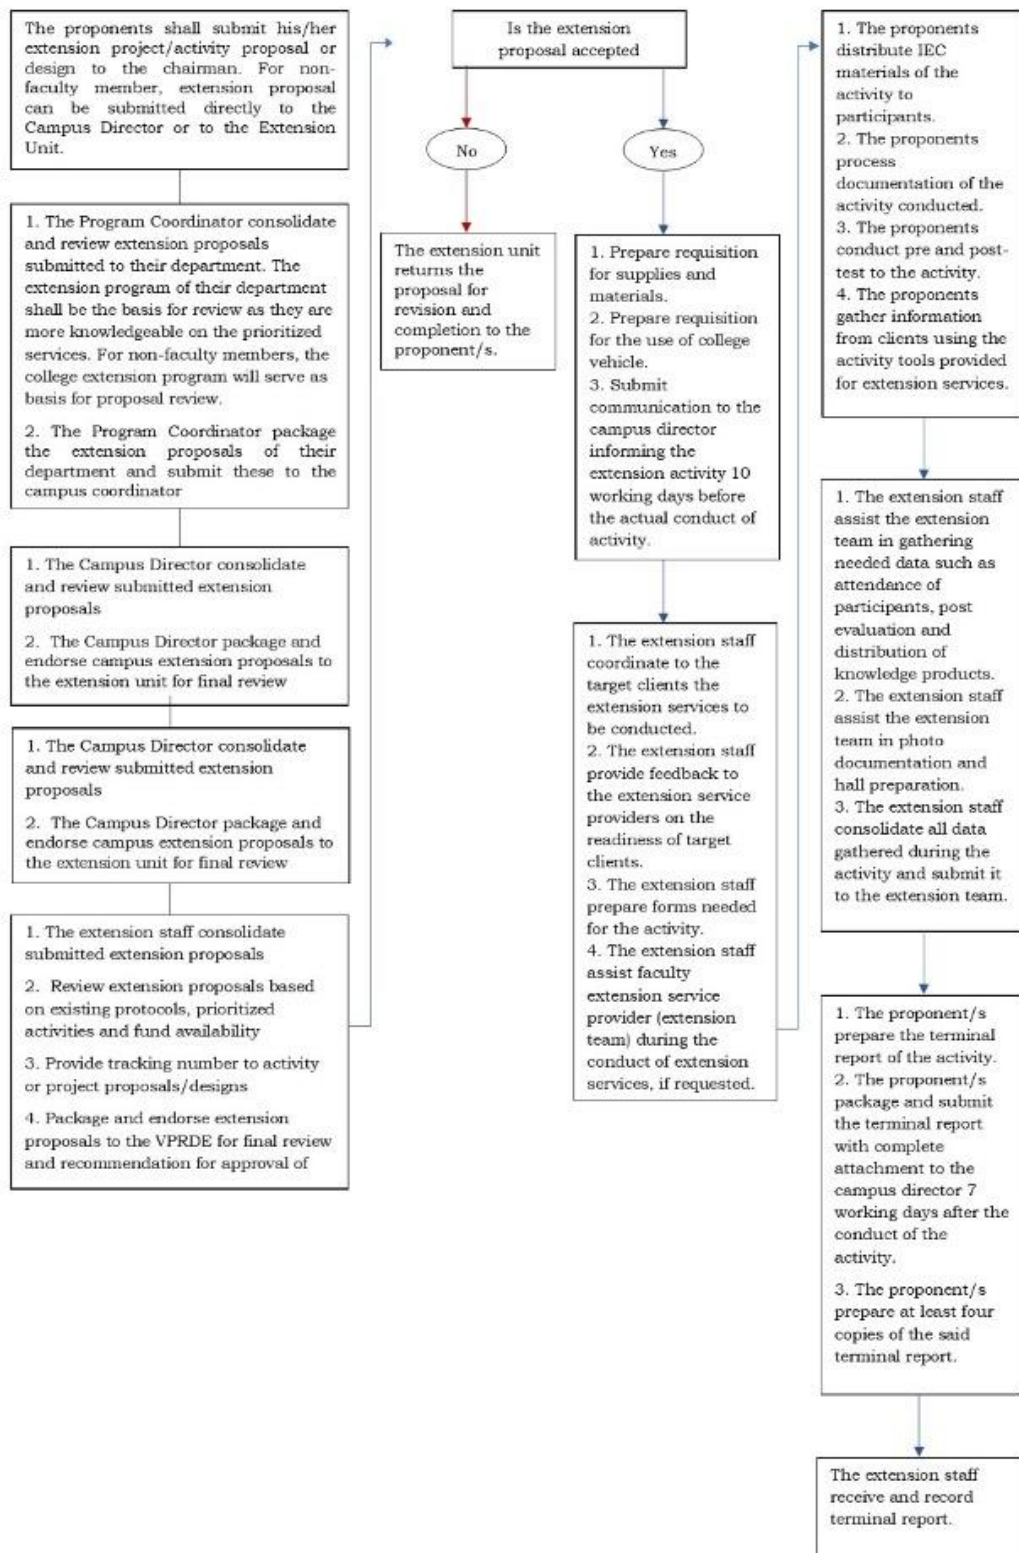 The proponents shall submit his/her
extension project/activity proposal or
design to the chairman. For non-
faculty member, extension proposal
can be submitted directly to the
Campus Director or to the Extension
Unit.
1. The Program Coordinator consolidate
and review extension proposals
submitted to their department. The
extension program of their department
shall be the basis for review as they are
more knowledgeable on the prioritized
services. For non-faculty members, the
college extension program will serve as
basis for proposal review.
2. The Program Coordinator package
the extension proposals of their
department and submit these to the
campus coordinator
1. The Campus Director consolidate
and review submitted extension
proposals
2. The Campus Director package and
endorse campus extension proposals to
the extension unit for final review
1. The Campus Director consolidate
and review submitted extension
proposals
2. The Campus Director package and
endorse campus extension proposals to
the extension unit for final review
1. The extension staff consolidate
submitted extension proposals
2. Review extension proposals based
on existing protocols, prioritized
activities and fund availability
3. Provide tracking number to activity
or project proposals/designs
4. Package and endorse extension
proposals to the VPRDE for final review
and recommendation for approval of
Is the extension
proposal accepted
No
Yes
The extension unit
returns the
proposal for
revision and
completion to the
proponent/s.
1. Prepare requisition
for supplies and
materials.
2. Prepare requisition
for the use of college
vehicle.
3. Submit
communication to the
campus director
informing the
extension activity 10
working days before
the actual conduct of
activity.
1. The extension staff
coordinate to the
target clients the
extension services to
be conducted.
2. The extension staff
provide feedback to
the extension service
providers on the
readiness of target
clients.
3. The extension staff
prepare forms needed
for the activity.
4. The extension staff
assist faculty
extension service
provider (extension
team) during the
conduct of extension
services, if requested.
1. The proponents
distribute IEC
materials of the
activity to
participants.
2. The proponents
process
documentation of the
activity conducted.
3. The proponents
conduct pre and post-
test to the activity.
4. The proponents
gather information
from clients using the
activity tools provided
for extension services.
1. The extension staff
assist the extension
team in gathering
needed data such as
attendance of
participants, post
evaluation and
distribution of
knowledge products.
2. The extension staff
assist the extension
team in photo
documentation and
hall preparation.
3. The extension staff
consolidate all data
gathered during the
activity and submit it
to the extension team.
1. The proponent/s
prepare the terminal
report of the activity.
2. The proponent/s
package and submit
the terminal report
with complete
attachment to the
campus director 7
working days after the
conduct of the
activity.
3. The proponent/s
prepare at least four
copies of the said
terminal report.
The extension staff
receive and record
terminal report.